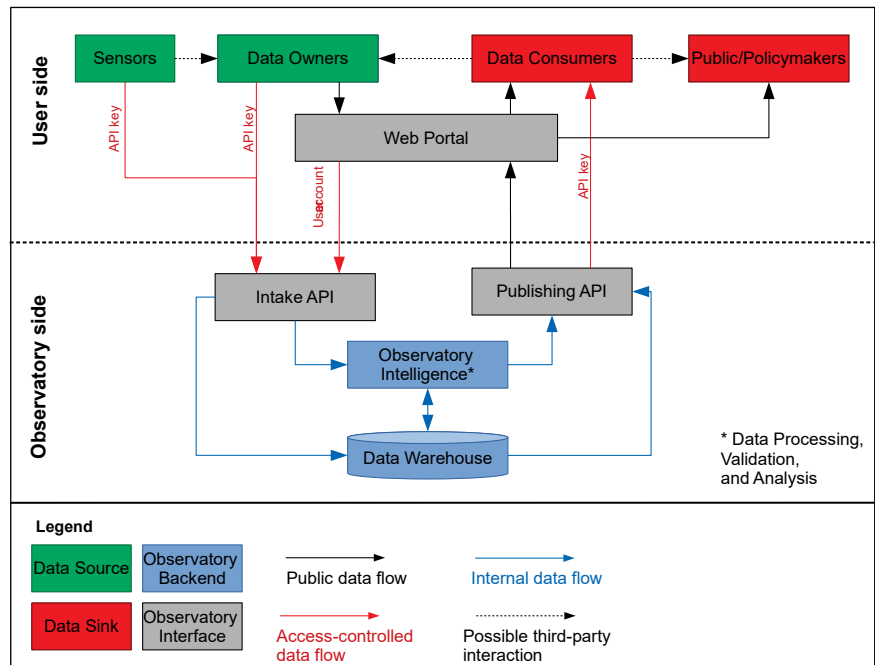 User side
Sensors
Data Owners
Data Consumers
Public/Policymakers
API key
API key
Web Portal
API key
User account
Observatory side
Intake API
Publishing API
Observatory
Intelligence*
Data Warehouse
* Data Processing,
Validation,
and Analysis
Legend
Data Source
Observatory
Backend
Public data flow
Internal data flow
Data Sink
Observatory
Interface
Access-controlled
data flow
Possible third-party
interaction